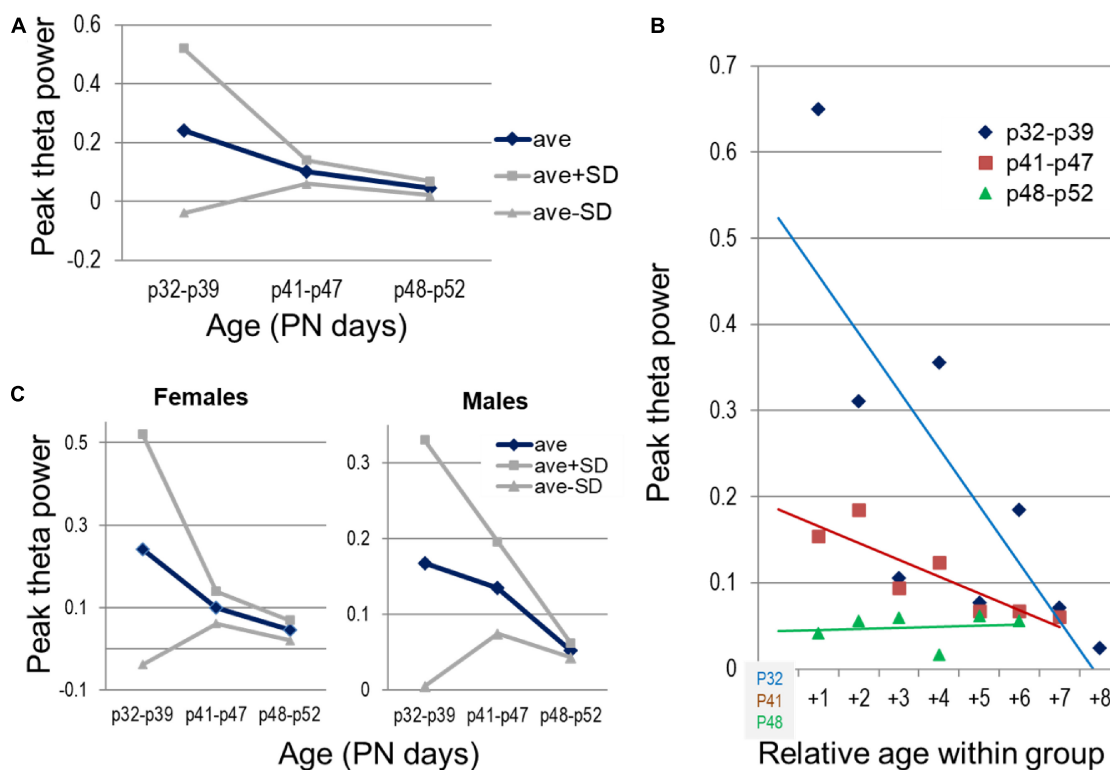 A
Peak theta power
0.6
0.4
0.2
0
-0.2
p32-p39 p41-p47 p48-p52
Age (PN days)
ave
ave+SD
ave-SD
B
Peak theta power
0.7
0.6
0.5
0.4
0.3
0.2
0.1
0
p32-p39
p41-p47
p48-p52
P32
P41
P48
+1 +2 +3 +4 +5 +6 +7 +8
Relative age within group
C
Females
Peak theta power
0.5
0.3
0.1
-0.1
p32-p39 p41-p47 p48-p52
Males
0.3
0.2
0.1
0
ave
ave+SD
ave-SD
p32-p39 p41-p47 p48-p52
Age (PN days)